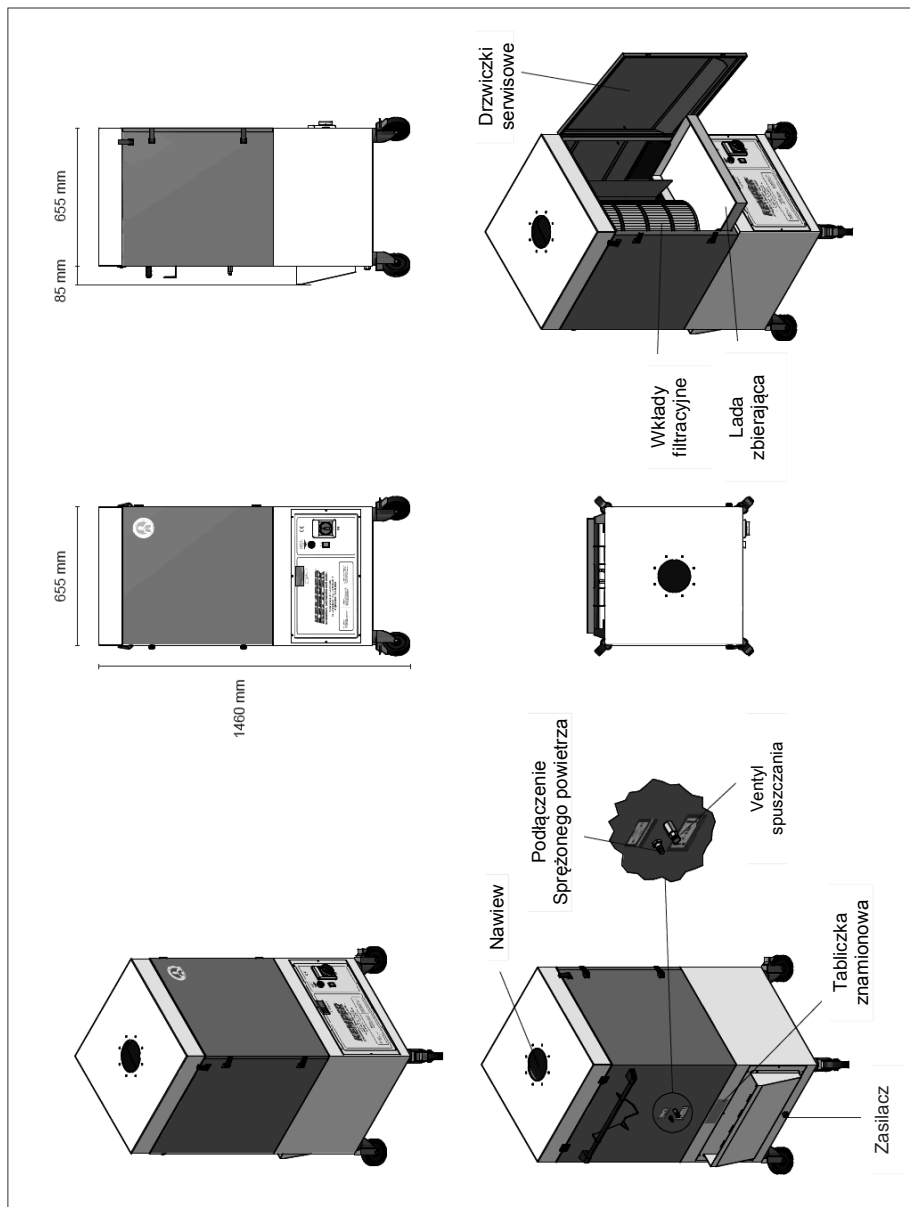 655 mm
85 mm
Drzwiczki
serwisowe
Wkłady
filtracyjne
Lada
zbierająca
655 mm
1460 mm
KEMPER
Nawiew
Podłączenie
Sprężonego powietrza
Ventyl
spuszczania
Tabliczka
znamionowa
Zasilacz